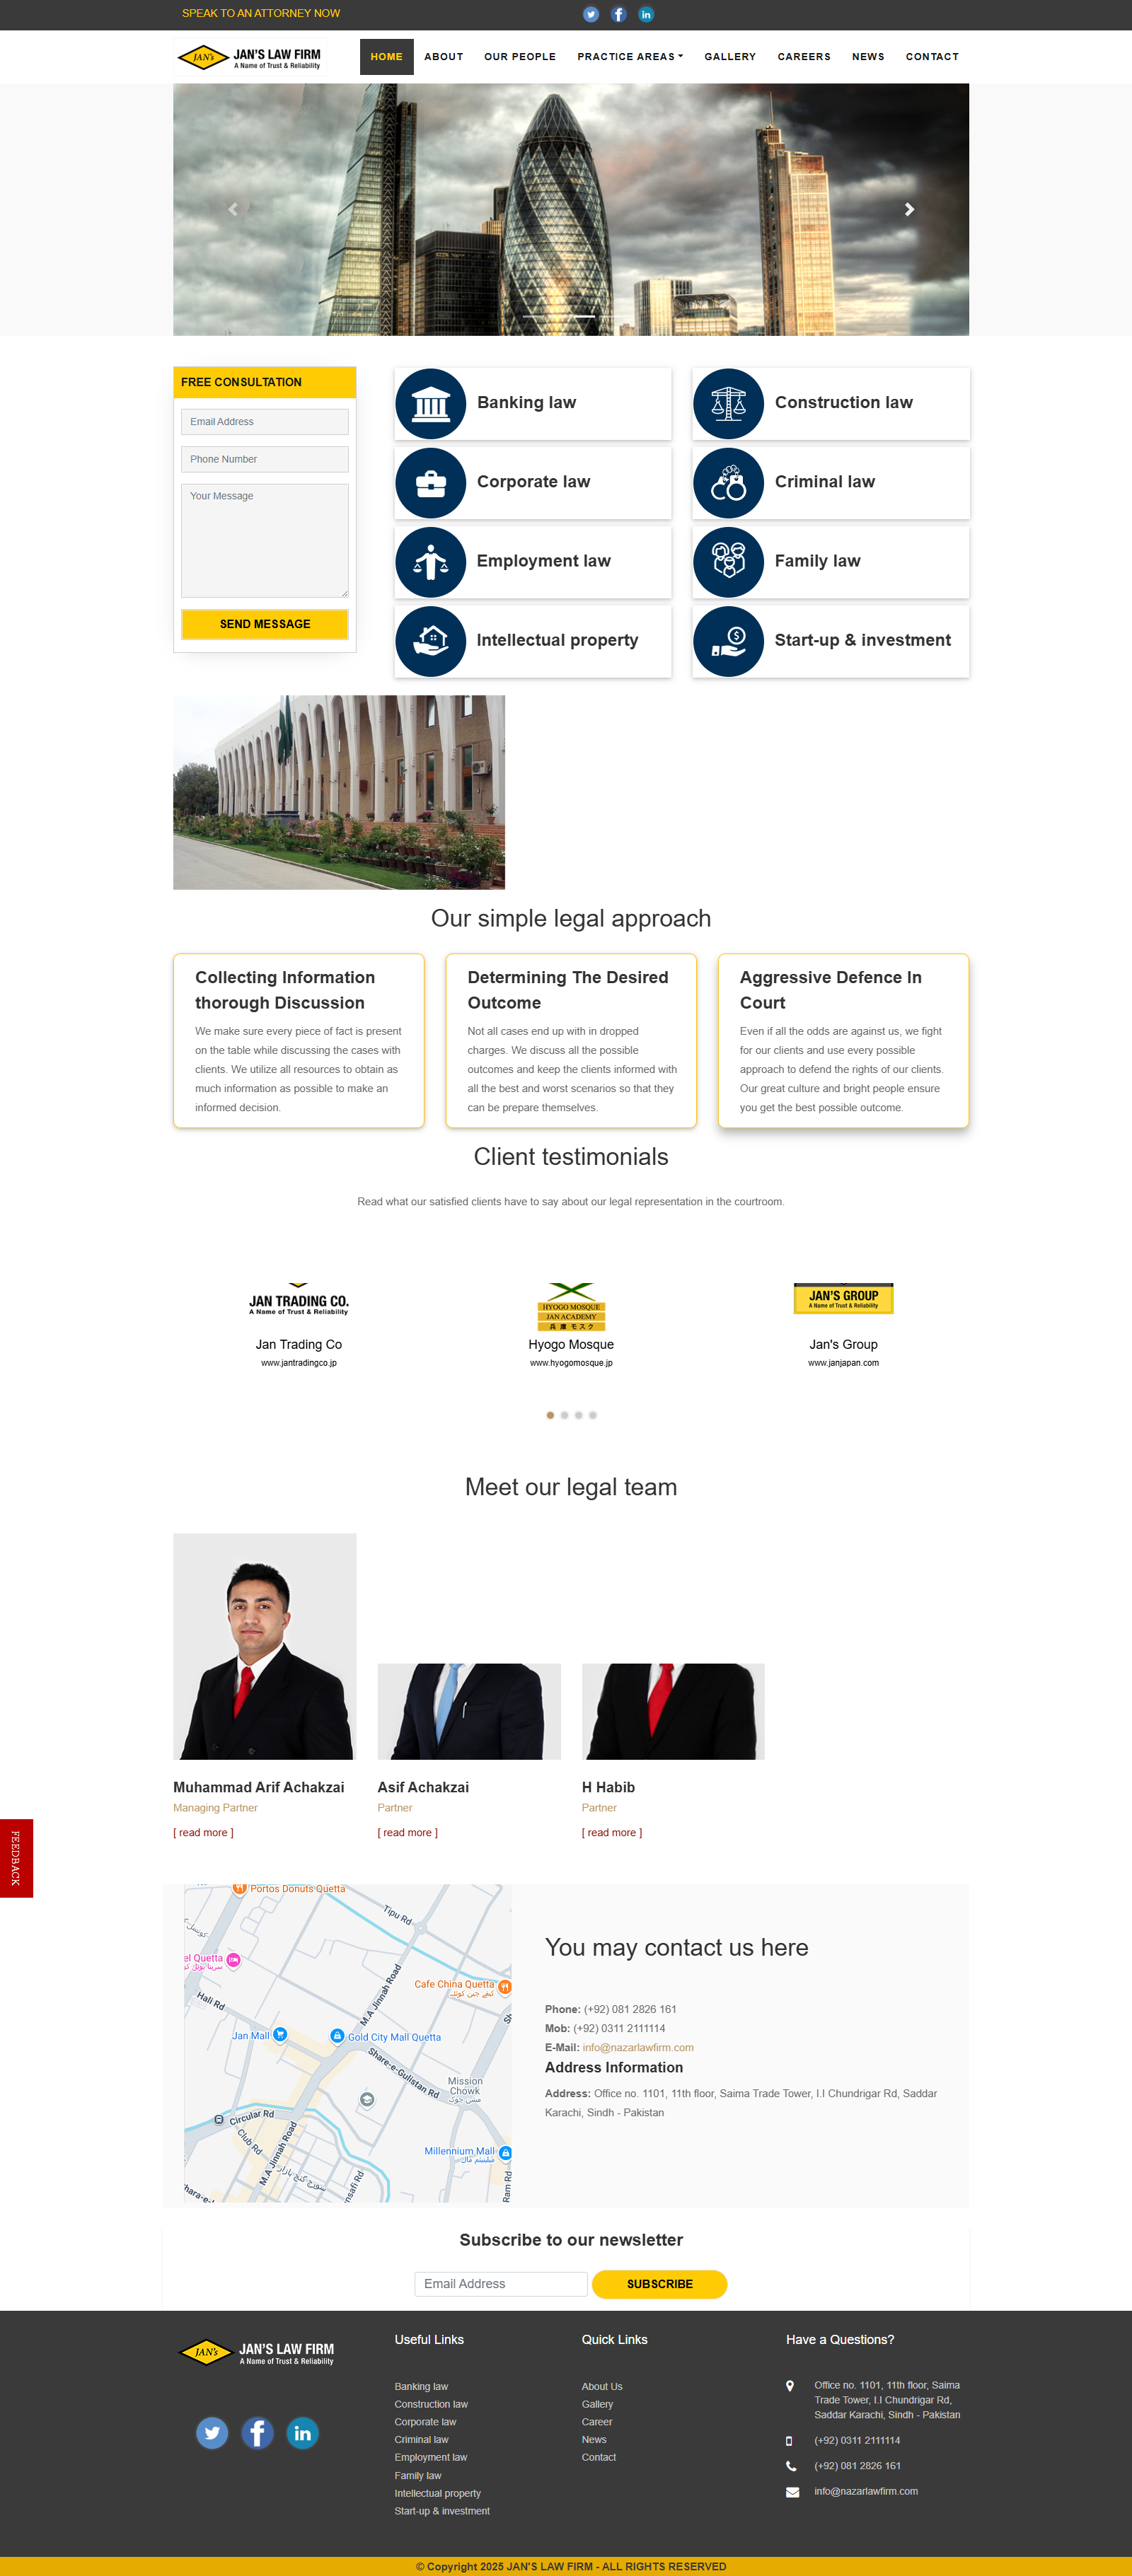 SPEAK TO AN ATTORNEY NOW
JAN's
JAN'S LAW FIRM
A Name of Trust & Reliability
HOME
ABOUT
OUR PEOPLE
PRACTICE AREAS
GALLERY
CAREERS
NEWS
CONTACT
FREE CONSULTATION
Email Address
Phone Number
Your Message
SEND MESSAGE
Banking law
Construction law
Corporate law
Criminal law
Employment law
Family law
Intellectual property
Start-up & investment
Our simple legal approach
Collecting Information
thorough Discussion
We make sure every piece of fact is present
on the table while discussing the cases with
clients. We utilize all resources to obtain as
much information as possible to make an
informed decision.
Determining The Desired
Outcome
Not all cases end up with in dropped
charges. We discuss all the possible
outcomes and keep the clients informed with
all the best and worst scenarios so that they
can be prepare themselves.
Aggressive Defence In
Court
Even if all the odds are against us, we fight
for our clients and use every possible
approach to defend the rights of our clients.
Our great culture and bright people ensure
you get the best possible outcome.
Client testimonials
Read what our satisfied clients have to say about our legal representation in the courtroom.
JAN TRADING CO.
A Name of Trust & Reliability
Jan Trading Co
www.jantradingco.jp
HYOGO MOSQUE
JAN ACADEMY
兵庫モスク
Hyogo Mosque
www.hyogomosque.jp
JAN'S GROUP
A Name of Trust & Reliability
Jan's Group
www.janjapan.com
Meet our legal team
Muhammad Arif Achakzai
Managing Partner
[ read more ]
Asif Achakzai
Partner
[ read more ]
H Habib
Partner
[ read more ]
FEEDBACK
Portos Donuts Quetta
Tipu Rd
el Quetta
Cafe China Quetta
کیفے چین کوئٹہ
Hali Rd
M.A Jinnah Road
Jan Mall
Gold City Mall Quetta
Share-e-Gulistan Rd
Mission
Chowk
مشن چوک
Circular Rd
Club Rd
M.A Jinnah Road
Millennium Mall
ملینیم مال
nsafi Rd
Ram Rd
hara-e-I
You may contact us here
Phone: (+92) 081 2826 161
Mob: (+92) 0311 2111114
E-Mail: info@nazarlawfirm.com
Address Information
Address: Office no. 1101, 11th floor, Saima Trade Tower, I.I Chundrigar Rd, Saddar
Karachi, Sindh - Pakistan
Subscribe to our newsletter
Email Address
SUBSCRIBE
JAN's
JAN'S LAW FIRM
A Name of Trust & Reliability
Useful Links
Banking law
Construction law
Corporate law
Criminal law
Employment law
Family law
Intellectual property
Start-up & investment
Quick Links
About Us
Gallery
Career
News
Contact
Have a Questions?
Office no. 1101, 11th floor, Saima
Trade Tower, I.I Chundrigar Rd,
Saddar Karachi, Sindh - Pakistan
(+92) 0311 2111114
(+92) 081 2826 161
info@nazarlawfirm.com
© Copyright 2025 JAN'S LAW FIRM - ALL RIGHTS RESERVED